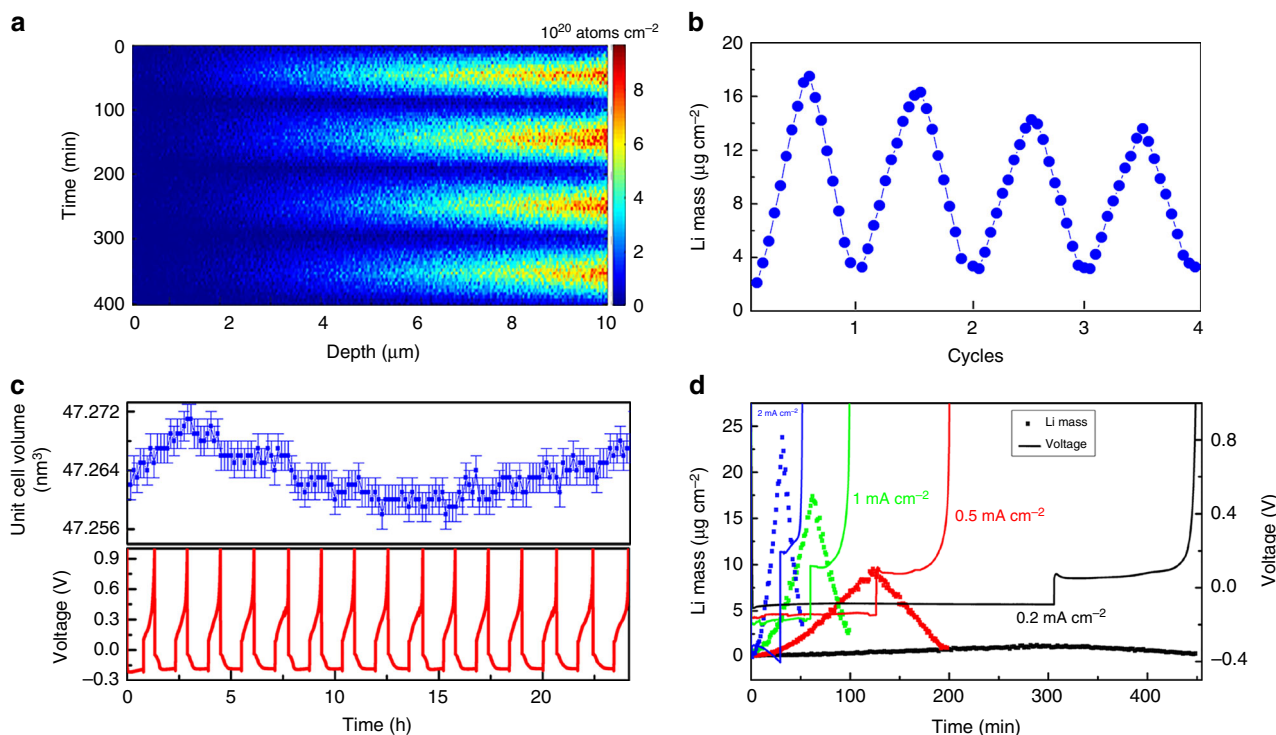 a
10²⁰ atoms cm⁻²
0
100
200
300
400
Time (min)
0
2
4
6
8
10
Depth (μm)
8
6
4
2
0
b
20
16
12
8
4
0
Li mass (μg cm⁻²)
1
2
3
4
Cycles
c
47.272
47.264
47.256
Unit cell volume
(nm³)
0.9
0.6
0.3
0.0
−0.3
Voltage (V)
0
5
10
15
20
Time (h)
d
25
20
15
10
5
0
Li mass (μg cm⁻²)
2 mA cm⁻²
1 mA cm⁻²
0.5 mA cm⁻²
0.2 mA cm⁻²
Li mass
Voltage
0.8
0.4
0.0
−0.4
Voltage (V)
0
100
200
300
400
Time (min)